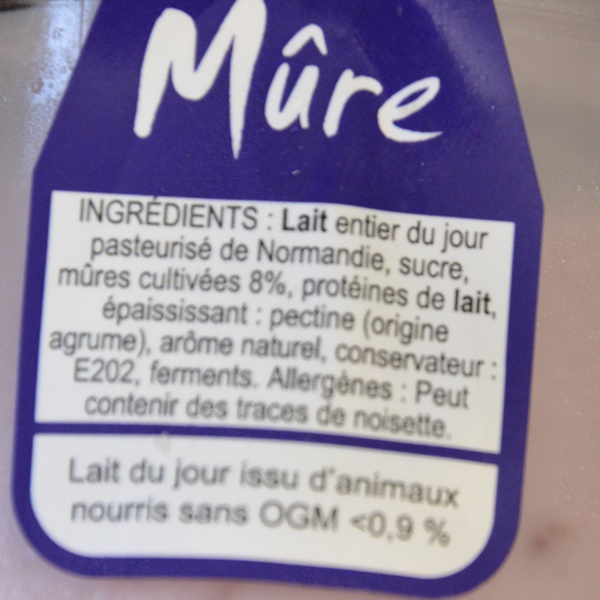 Mûre
INGRÉDIENTS : Lait entier du jour
pasteurisé de Normandie, sucre,
mûres cultivées 8%, protéines de lait,
épaississant : pectine (origine
agrume), arôme naturel, conservateur :
E202, ferments. Allergènes : Peut
contenir des traces de noisette.
Lait du jour issu d'animaux
nourris sans OGM <0,9 %